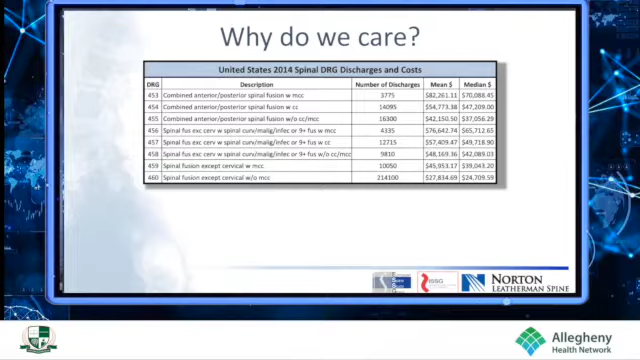 Why do we care?
United States 2014 Spinal DRG Discharges and Costs
DRG Description Number of Discharges Mean $ Median $
453 Combined anterior/posterior spinal fusion w mcc 3775 $82,261.11 $70,088.45
454 Combined anterior/posterior spinal fusion w cc 14095 $54,773.38 $47,209.00
455 Combined anterior/posterior spinal fusion w/o cc/mcc 16300 $42,150.50 $37,056.29
456 Spinal fus exc cerv w spinal curv/malig/infec or 9+ fus w mcc 4335 $76,642.74 $65,712.65
457 Spinal fus exc cerv w spinal curv/malig/infec or 9+ fus w cc 12715 $57,409.47 $49,718.90
458 Spinal fus exc cerv w spinal curv/malig/infec or 9+ fus w/o cc/mcc 9810 $48,169.36 $42,089.03
459 Spinal fusion except cervical w mcc 10050 $45,953.17 $39,043.20
460 Spinal fusion except cervical w/o mcc 214100 $27,834.69 $24,709.59
ISSG
NORTON
LEATHERMAN SPINE
Allegheny
Health Network